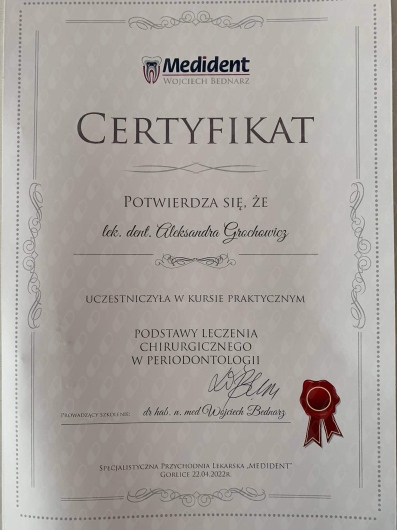 Medident
WOJCIECH BEDNARZ
CERTYFIKAT
POTWIERDZA SIĘ, ŻE
lek. dent. Aleksandra Grochowicz
UCZESTNICZYŁA W KURSIE PRAKTYCZNYM
PODSTAWY LECZENIA
CHIRURGICZNEGO
W PERIODONTOLOGII
PROWADZĄCY SZKOLENIE: dr hab. n. med Wojciech Bednarz
SPECJALISTYCZNA PRZYCHODNIA LEKARSKA „MEDIDENT”
GORLICE 22.04.2022r.